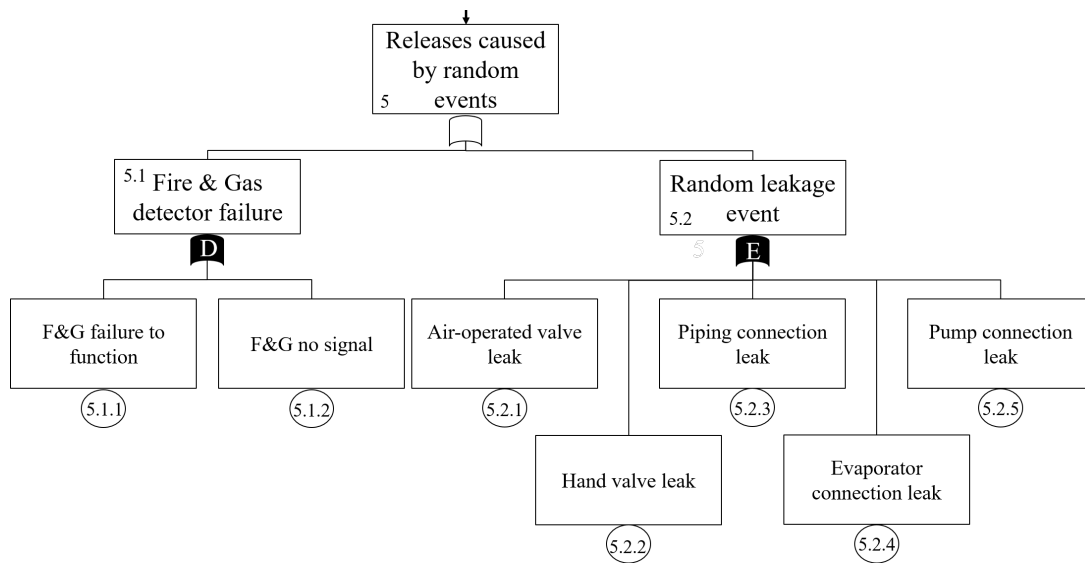 Releases caused
by random
5 events
5.1 Fire & Gas
detector failure
Random leakage
5.2 event
D
5
E
F&G failure to
function
F&G no signal
Air-operated valve
leak
Piping connection
leak
Pump connection
leak
5.1.1
5.1.2
5.2.1
5.2.3
5.2.5
Hand valve leak
Evaporator
connection leak
5.2.2
5.2.4